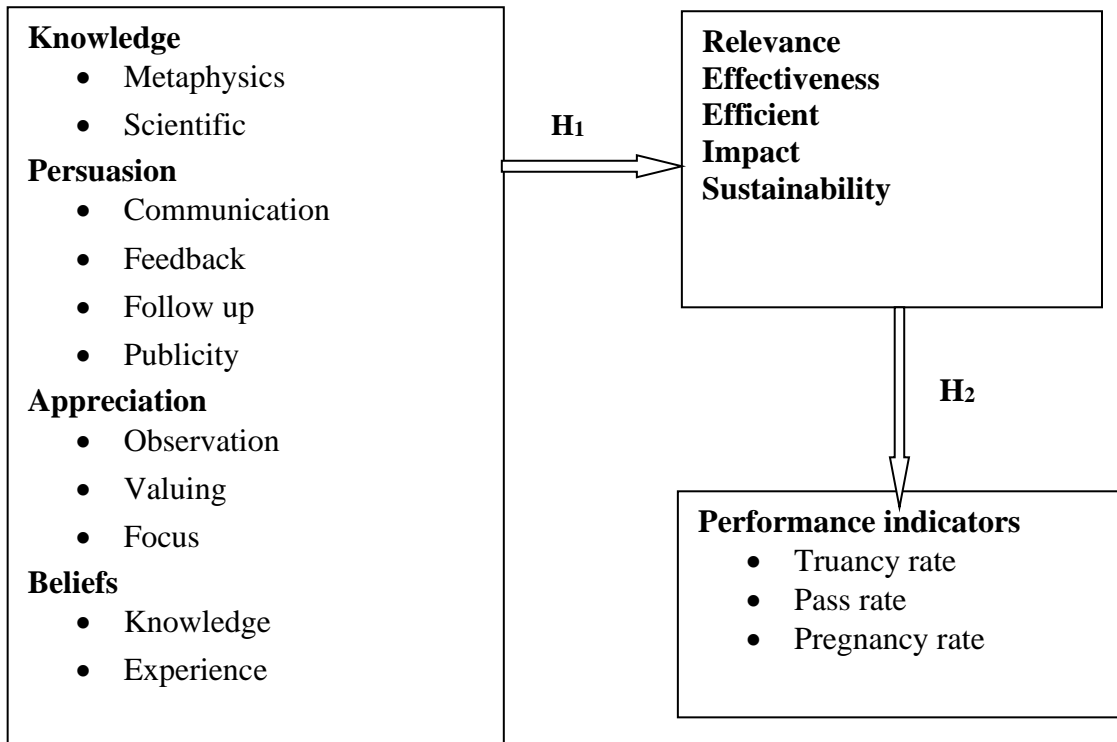 Knowledge
• Metaphysics
• Scientific
Persuasion
• Communication
• Feedback
• Follow up
• Publicity
Appreciation
• Observation
• Valuing
• Focus
Beliefs
• Knowledge
• Experience
H1
Relevance
Effectiveness
Efficient
Impact
Sustainability
H2
Performance indicators
• Truancy rate
• Pass rate
• Pregnancy rate